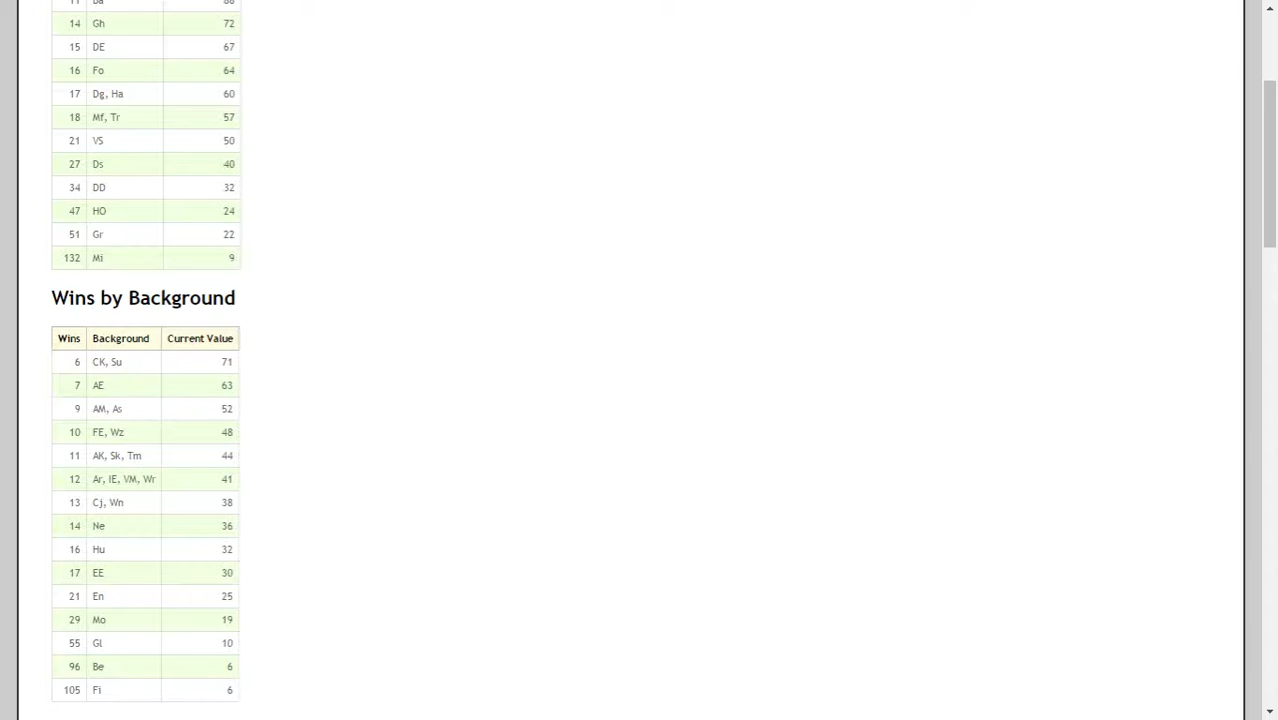 14 Gh 72
15 DE 67
16 Fo 64
17 Dg, Ha 60
18 Mf, Tr 57
21 VS 50
27 Ds 40
34 DD 32
47 HO 24
51 Gr 22
132 Mi 9
Wins by Background
Wins Background Current Value
6 CK, Su 71
7 AE 63
9 AM, As 52
10 FE, Wz 48
11 AK, Sk, Tm 44
12 Ar, IE, VM, Wr 41
13 Cj, Wn 38
14 Ne 36
16 Hu 32
17 EE 30
21 En 25
29 Mo 19
55 Gl 10
96 Be 6
105 Fi 6